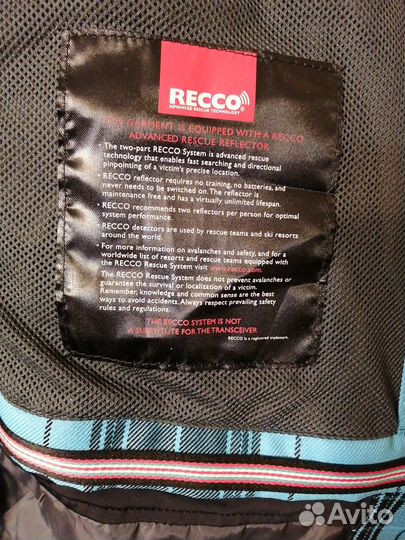 RECCO
ADVANCED RESCUE TECHNOLOGY
THIS GARMENT IS EQUIPPED WITH A RECCO
ADVANCED RESCUE REFLECTOR
• The two-part RECCO System is advanced rescue
technology that enables fast searching and directional
pinpointing of a victim's precise location.
• RECCO reflector requires no training, no batteries, and
never needs to be switched on. The reflector is
maintenance free and has a virtually unlimited lifespan.
• RECCO recommends two reflectors per person for optimal
system performance.
• RECCO detectors are used by rescue teams and ski resorts
around the world.
• For more information on avalanches and safety, and for a
worldwide list of resorts and rescue teams equipped with
the RECCO Rescue System visit www.recco.com.
The RECCO Rescue System does not prevent avalanches or
guarantee the survival or localization of a victim.
Remember, knowledge and common sense are the best
ways to avoid accidents. Always respect prevailing safety
rules and regulations.
THE RECCO SYSTEM IS NOT
A SUBSTITUTE FOR THE TRANSCEIVER
RECCO is a registered trademark.
Avito